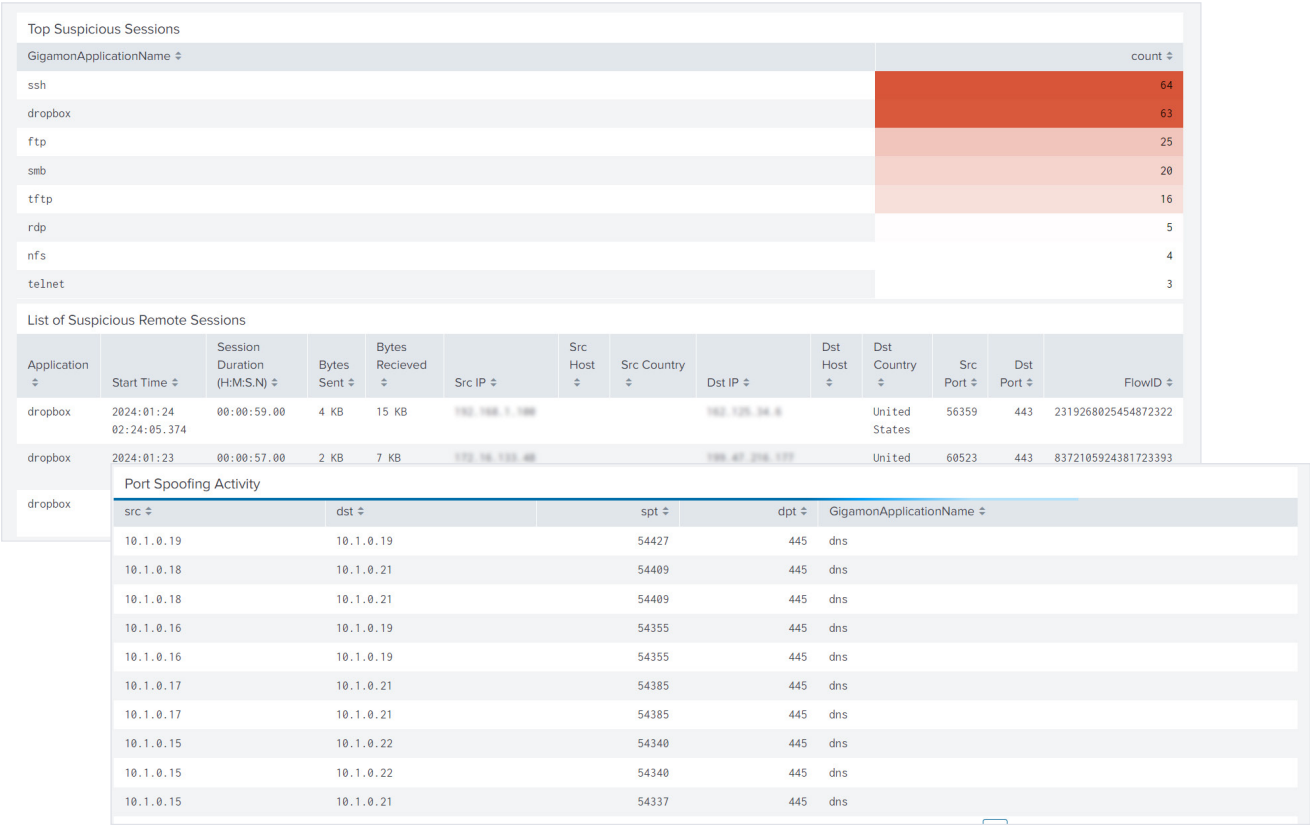 Top Suspicious Sessions
GigamonApplicationName count
ssh 64
dropbox 63
ftp 25
smb 20
tftp 16
rdp 5
nfs 4
telnet 3
List of Suspicious Remote Sessions
Session Bytes Src Dst Dst
Application Duration Bytes Recieved Host Src Country Host Country Src Dst
Start Time (H:M:S.N) Sent Src IP Dst IP Port Port FlowID
dropbox 2024:01:24 00:00:59.00 4 KB 15 KB United 56359 443 2319268025454872322
02:24:05.374 States
dropbox 2024:01:23 00:00:57.00 2 KB 7 KB United 60523 443 8372105924381723393
dropbox
Port Spoofing Activity
src dst spt dpt GigamonApplicationName
10.1.0.19 10.1.0.19 54427 445 dns
10.1.0.18 10.1.0.21 54409 445 dns
10.1.0.18 10.1.0.21 54409 445 dns
10.1.0.16 10.1.0.19 54355 445 dns
10.1.0.16 10.1.0.19 54355 445 dns
10.1.0.17 10.1.0.21 54385 445 dns
10.1.0.17 10.1.0.21 54385 445 dns
10.1.0.15 10.1.0.22 54340 445 dns
10.1.0.15 10.1.0.22 54340 445 dns
10.1.0.15 10.1.0.21 54337 445 dns